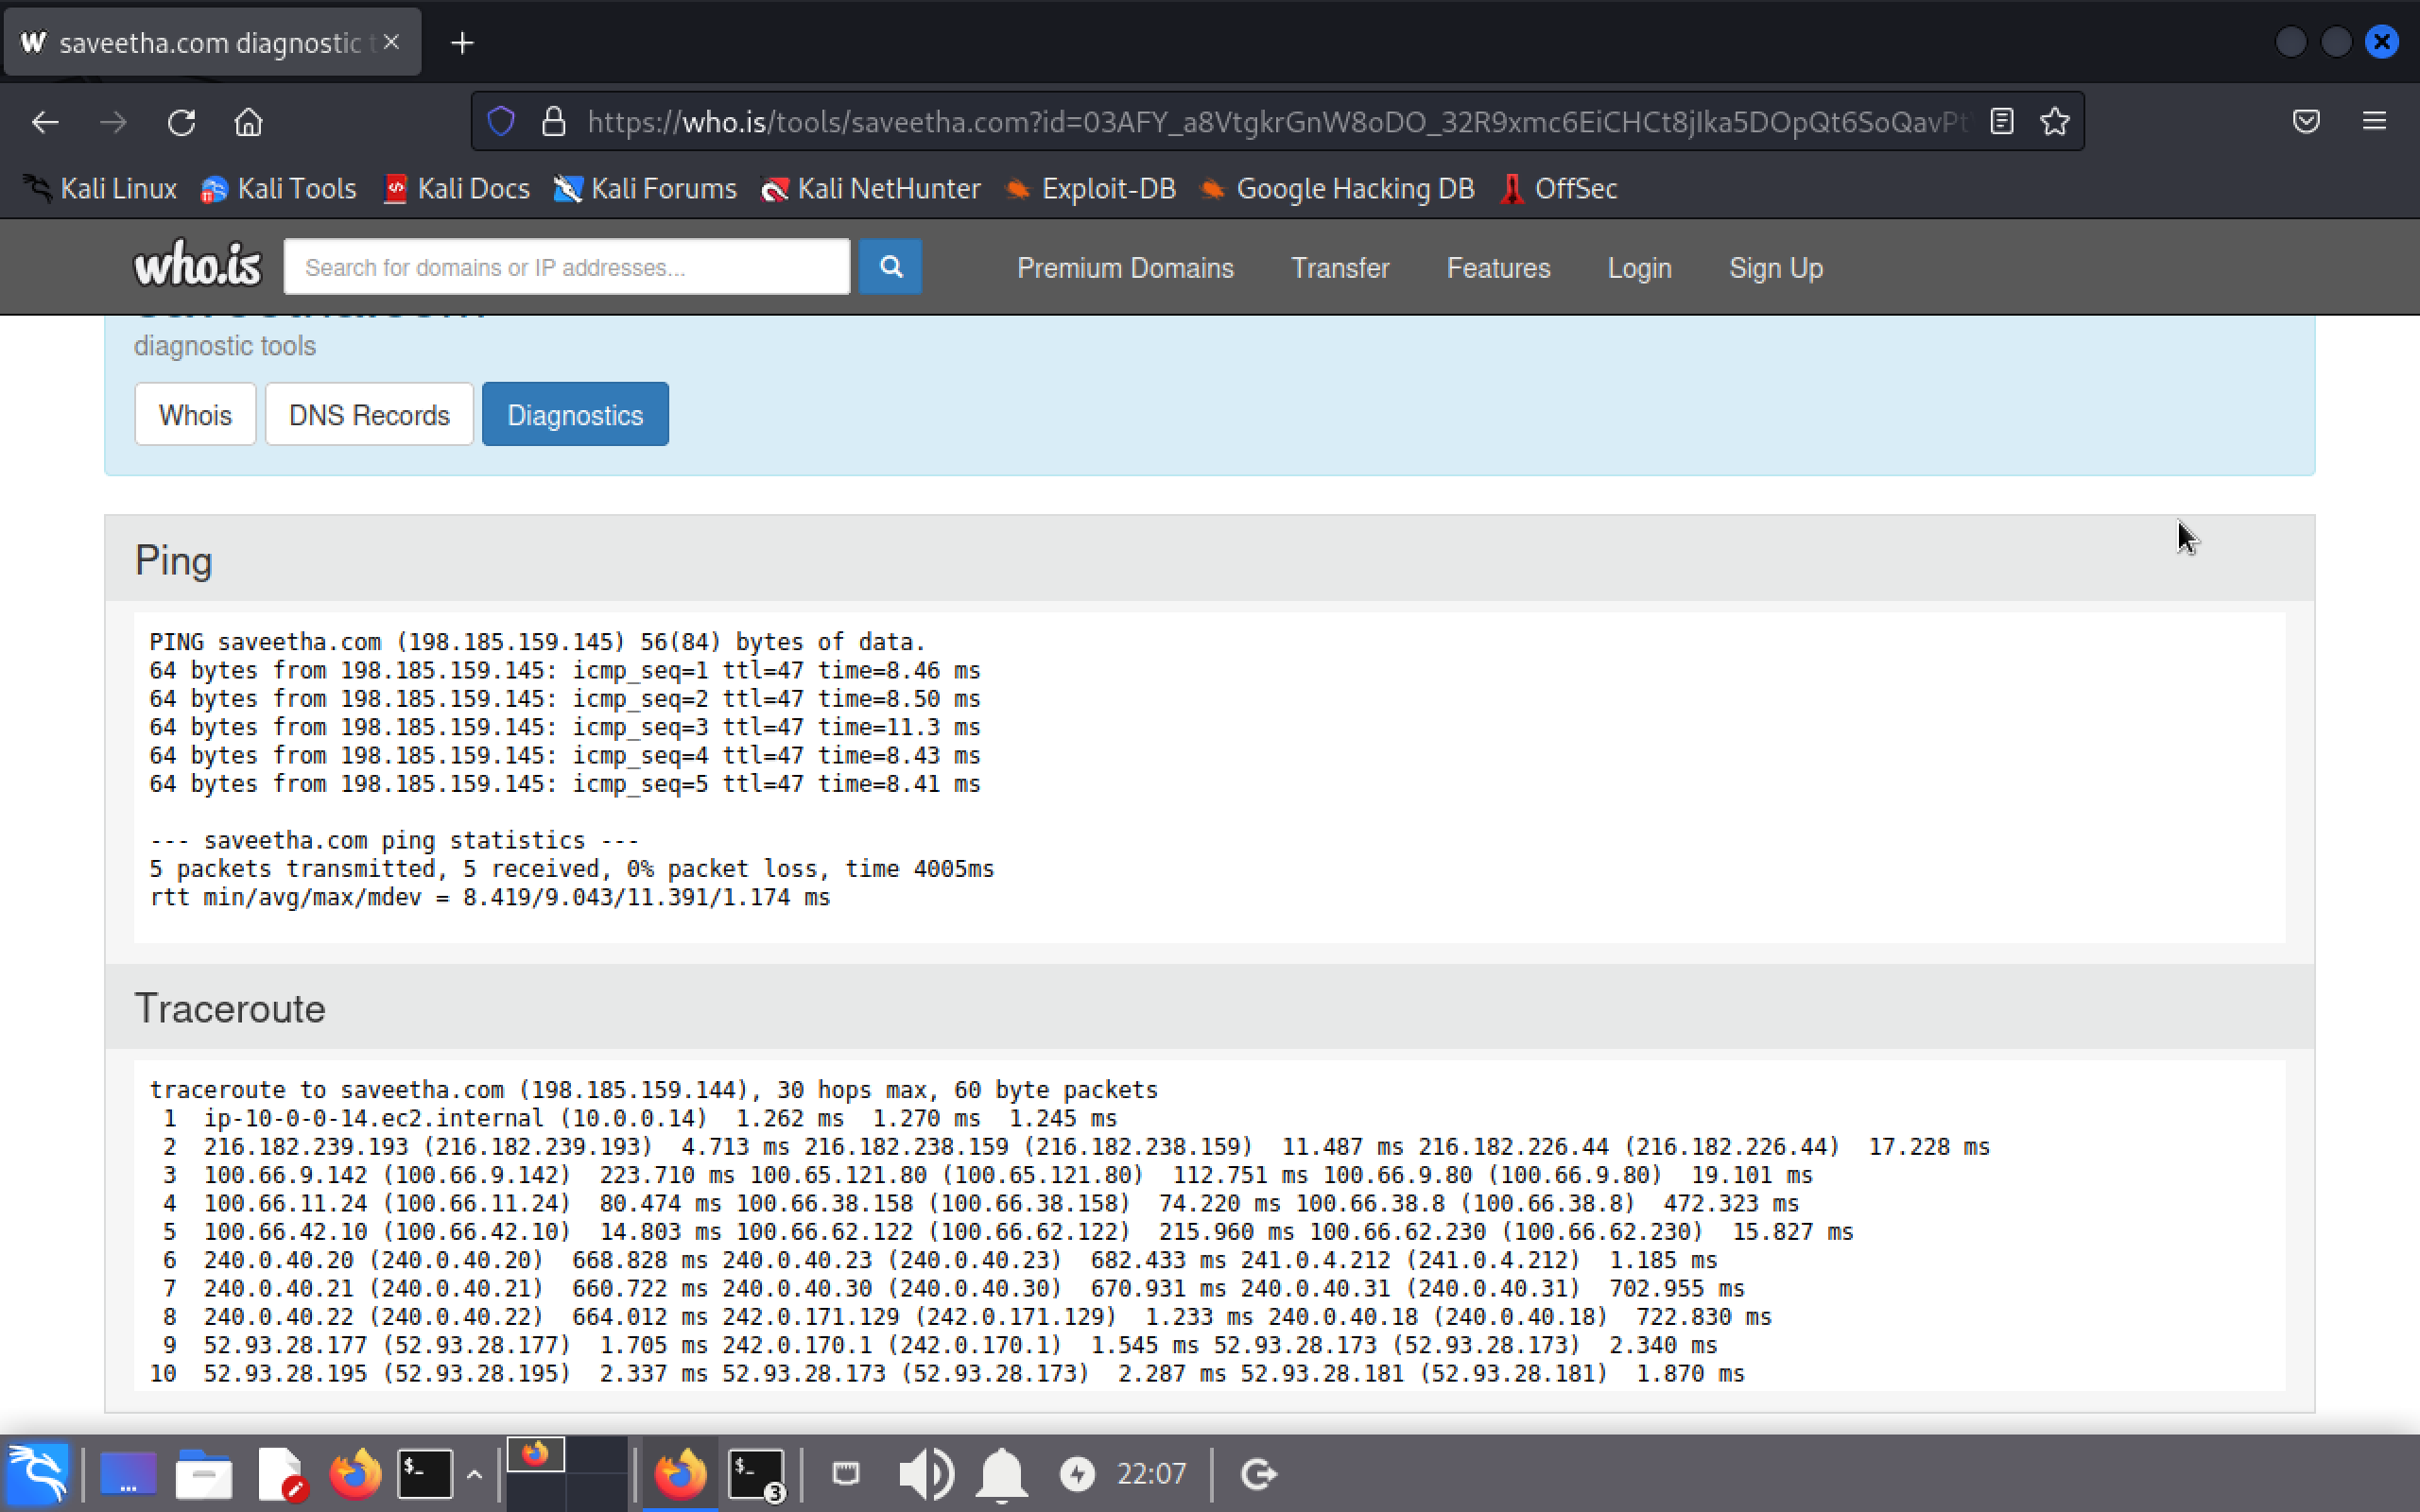 saveetha.com diagnostic t
https://who.is/tools/saveetha.com?id=03AFY_a8VtgkrGnW8oDO_32R9xmc6EiCHCt8jIka5DOpQt6SoQavPt
Kali Linux Kali Tools Kali Docs Kali Forums Kali NetHunter Exploit-DB Google Hacking DB OffSec
who.is Search for domains or IP addresses... Premium Domains Transfer Features Login Sign Up
diagnostic tools
Whois DNS Records Diagnostics
Ping
PING saveetha.com (198.185.159.145) 56(84) bytes of data.
64 bytes from 198.185.159.145: icmp_seq=1 ttl=47 time=8.46 ms
64 bytes from 198.185.159.145: icmp_seq=2 ttl=47 time=8.50 ms
64 bytes from 198.185.159.145: icmp_seq=3 ttl=47 time=11.3 ms
64 bytes from 198.185.159.145: icmp_seq=4 ttl=47 time=8.43 ms
64 bytes from 198.185.159.145: icmp_seq=5 ttl=47 time=8.41 ms
--- saveetha.com ping statistics ---
5 packets transmitted, 5 received, 0% packet loss, time 4005ms
rtt min/avg/max/mdev = 8.419/9.043/11.391/1.174 ms
Traceroute
traceroute to saveetha.com (198.185.159.144), 30 hops max, 60 byte packets
1 ip-10-0-0-14.ec2.internal (10.0.0.14) 1.262 ms 1.270 ms 1.245 ms
2 216.182.239.193 (216.182.239.193) 4.713 ms 216.182.238.159 (216.182.238.159) 11.487 ms 216.182.226.44 (216.182.226.44) 17.228 ms
3 100.66.9.142 (100.66.9.142) 223.710 ms 100.65.121.80 (100.65.121.80) 112.751 ms 100.66.9.80 (100.66.9.80) 19.101 ms
4 100.66.11.24 (100.66.11.24) 80.474 ms 100.66.38.158 (100.66.38.158) 74.220 ms 100.66.38.8 (100.66.38.8) 472.323 ms
5 100.66.42.10 (100.66.42.10) 14.803 ms 100.66.62.122 (100.66.62.122) 215.960 ms 100.66.62.230 (100.66.62.230) 15.827 ms
6 240.0.40.20 (240.0.40.20) 668.828 ms 240.0.40.23 (240.0.40.23) 682.433 ms 241.0.4.212 (241.0.4.212) 1.185 ms
7 240.0.40.21 (240.0.40.21) 660.722 ms 240.0.40.30 (240.0.40.30) 670.931 ms 240.0.40.31 (240.0.40.31) 702.955 ms
8 240.0.40.22 (240.0.40.22) 664.012 ms 242.0.171.129 (242.0.171.129) 1.233 ms 240.0.40.18 (240.0.40.18) 722.830 ms
9 52.93.28.177 (52.93.28.177) 1.705 ms 242.0.170.1 (242.0.170.1) 1.545 ms 52.93.28.173 (52.93.28.173) 2.340 ms
10 52.93.28.195 (52.93.28.195) 2.337 ms 52.93.28.173 (52.93.28.173) 2.287 ms 52.93.28.181 (52.93.28.181) 1.870 ms
3 22:07